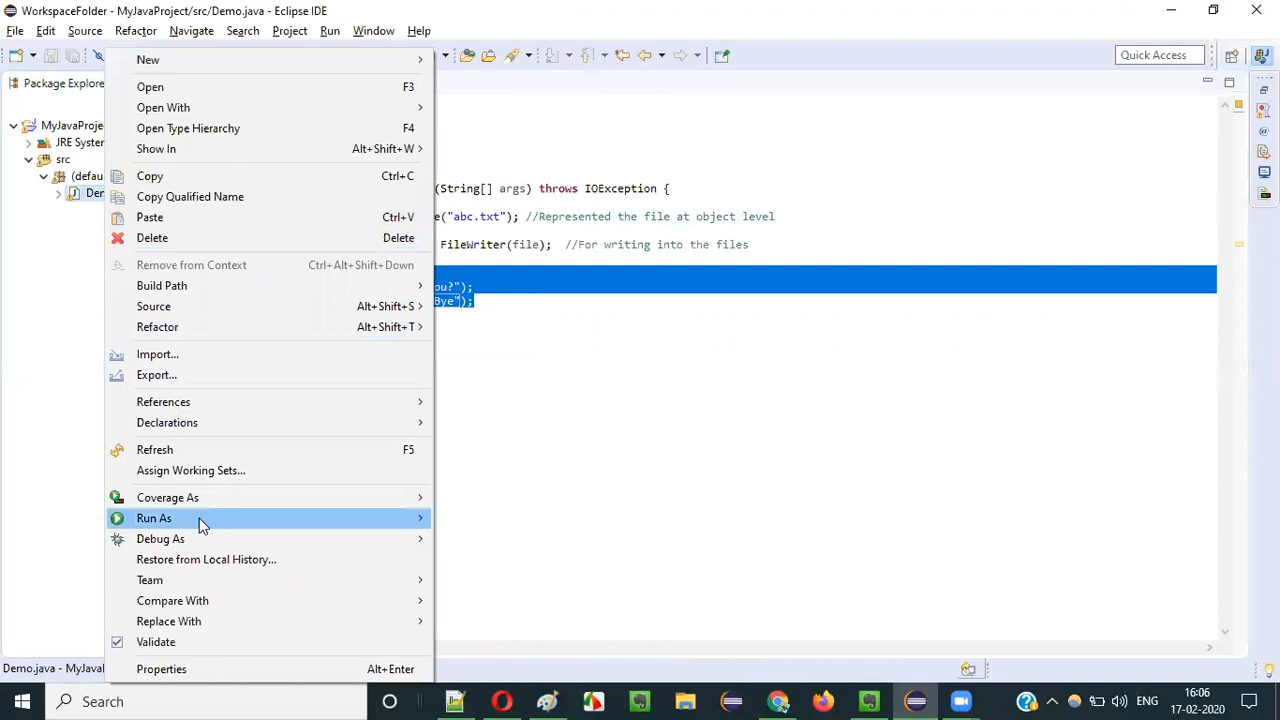 WorkspaceFolder - MyJavaProject/src/Demo.java - Eclipse IDE
File Edit Source Refactor Navigate Search Project Run Window Help
Quick Access
Package Explore
MyJavaProje
JRE System
src
(defau
Der
New
Open F3
Open With
Open Type Hierarchy F4
Show In Alt+Shift+W
Copy Ctrl+C
Copy Qualified Name
Paste Ctrl+V
Delete Delete
Remove from Context Ctrl+Alt+Shift+Down
Build Path
Source Alt+Shift+S
Refactor Alt+Shift+T
Import...
Export...
References
Declarations
Refresh F5
Assign Working Sets...
Coverage As
Run As
Debug As
Restore from Local History...
Team
Compare With
Replace With
Validate
Properties Alt+Enter
(String[] args) throws IOException {
e("abc.txt"); //Represented the file at object level
FileWriter(file); //For writing into the files
ou?");
Bye");
Demo.java - MyJaval
Search
ENG
16:06
17-02-2020